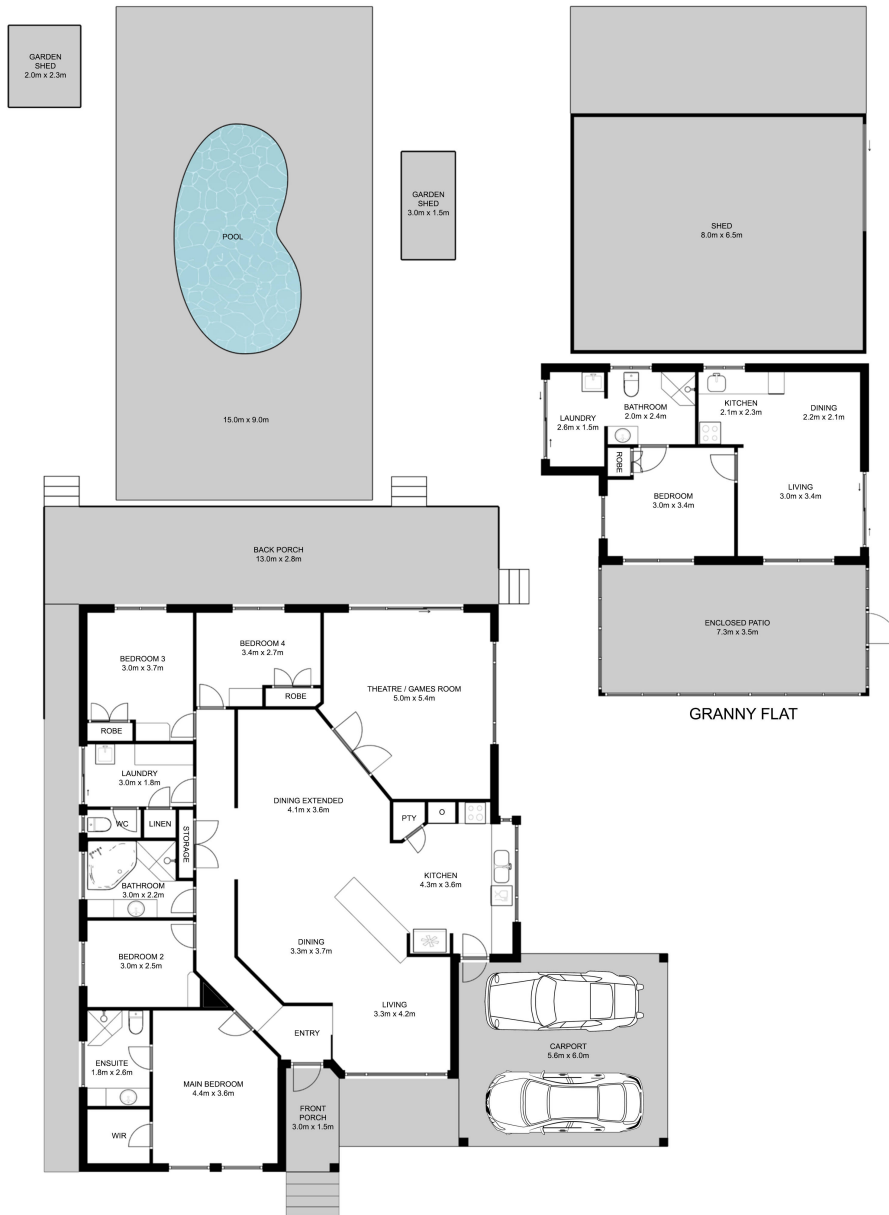 GARDEN
SHED
2.0m x 2.3m
POOL
15.0m x 9.0m
GARDEN
SHED
3.0m x 1.5m
SHED
8.0m x 6.5m
LAUNDRY
2.6m x 1.5m
BATHROOM
2.0m x 2.4m
KITCHEN
2.1m x 2.3m
DINING
2.2m x 2.1m
ROBE
BEDROOM
3.0m x 3.4m
LIVING
3.0m x 3.4m
ENCLOSED PATIO
7.3m x 3.5m
GRANNY FLAT
BACK PORCH
13.0m x 2.8m
BEDROOM 3
3.0m x 3.7m
ROBE
BEDROOM 4
3.4m x 2.7m
ROBE
THEATRE / GAMES ROOM
5.0m x 5.4m
LAUNDRY
3.0m x 1.8m
WC
LINEN
STORAGE
DINING EXTENDED
4.1m x 3.6m
PTY
O
KITCHEN
4.3m x 3.6m
BATHROOM
3.0m x 2.2m
BEDROOM 2
3.0m x 2.5m
DINING
3.3m x 3.7m
LIVING
3.3m x 4.2m
ENTRY
CARPORT
5.6m x 6.0m
ENSUITE
1.8m x 2.6m
MAIN BEDROOM
4.4m x 3.6m
WIR
FRONT
PORCH
3.0m x 1.5m